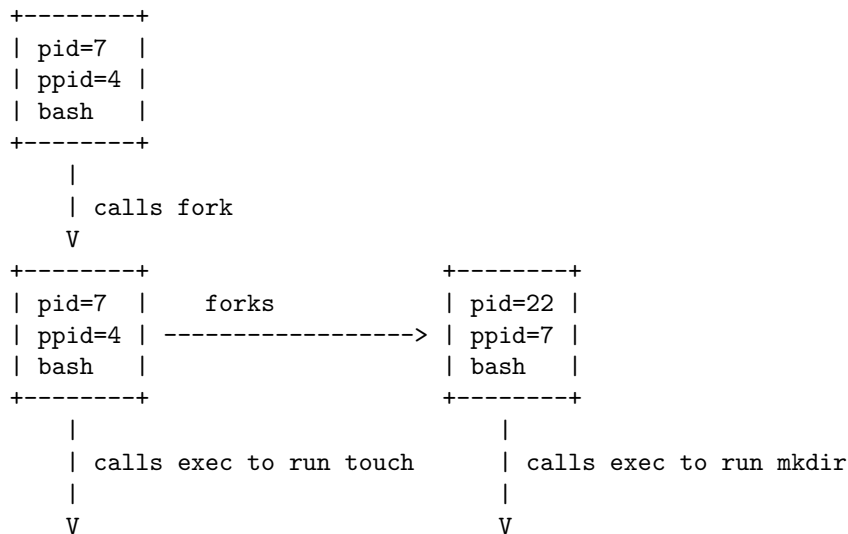 +--------+
| pid=7  |
| ppid=4 |
| bash   |
+--------+
    |
    | calls fork
    V
+--------+                     +--------+
| pid=7  |    forks            | pid=22 |
| ppid=4 | ------------------> | ppid=7 |
| bash   |                     | bash   |
+--------+                     +--------+
    |                              |
    | calls exec to run touch      | calls exec to run mkdir
    |                              |
    V                              V